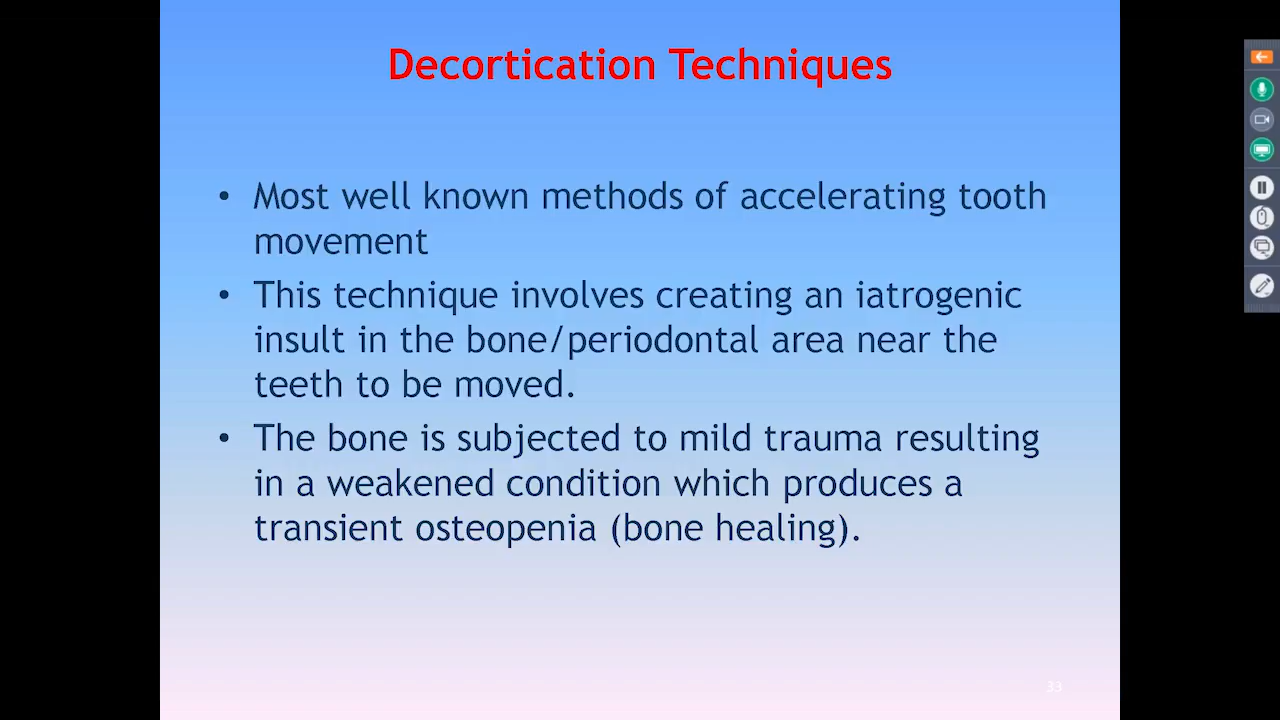 Decortication Techniques
• Most well known methods of accelerating tooth
movement
• This technique involves creating an iatrogenic
insult in the bone/periodontal area near the
teeth to be moved.
• The bone is subjected to mild trauma resulting
in a weakened condition which produces a
transient osteopenia (bone healing).
33